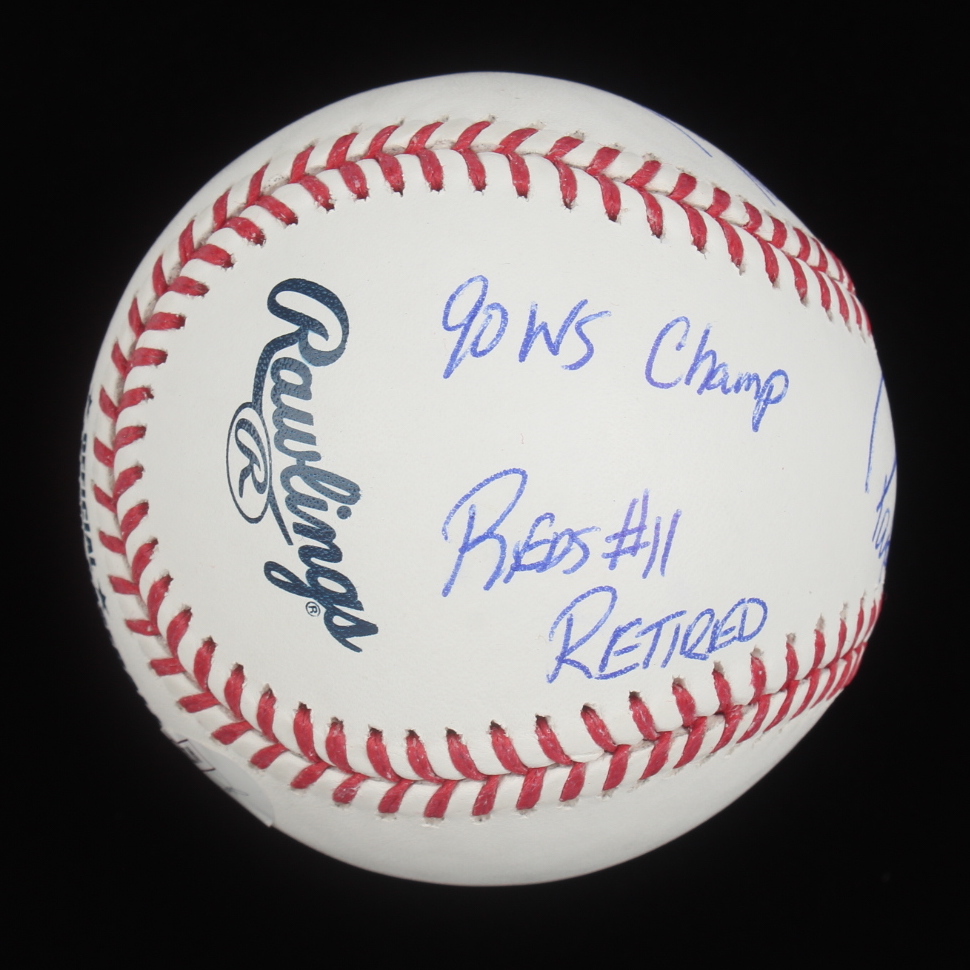 90 WS Champ
REDS #11
RETIRED
Rawlings ®
R